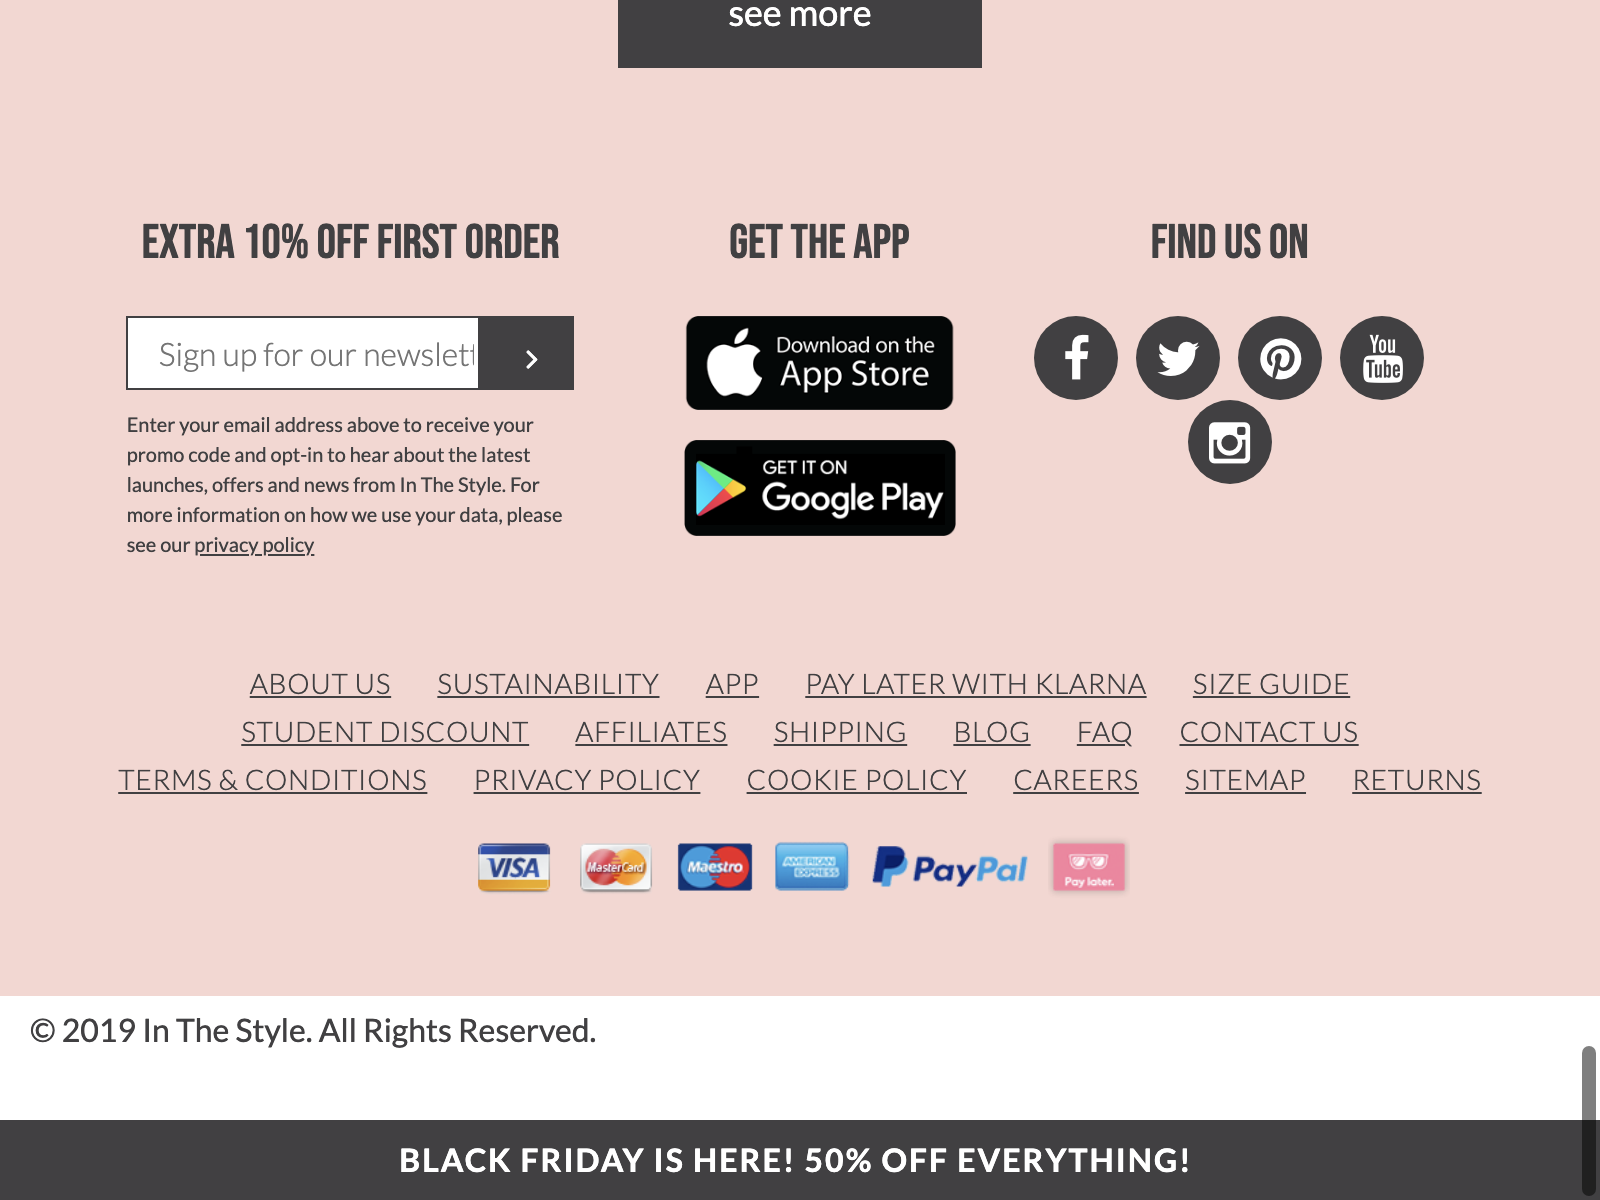 see more
EXTRA 10% OFF FIRST ORDER
Sign up for our newslett
Enter your email address above to receive your
promo code and opt-in to hear about the latest
launches, offers and news from In The Style. For
more information on how we use your data, please
see our privacy policy
GET THE APP
Download on the
App Store
GET IT ON
Google Play
FIND US ON
You
Tube
ABOUT US SUSTAINABILITY APP PAY LATER WITH KLARNA SIZE GUIDE
STUDENT DISCOUNT AFFILIATES SHIPPING BLOG FAQ CONTACT US
TERMS & CONDITIONS PRIVACY POLICY COOKIE POLICY CAREERS SITEMAP RETURNS
VISA MasterCard Maestro AMERICAN EXPRESS PayPal Pay later.
© 2019 In The Style. All Rights Reserved.
BLACK FRIDAY IS HERE! 50% OFF EVERYTHING!